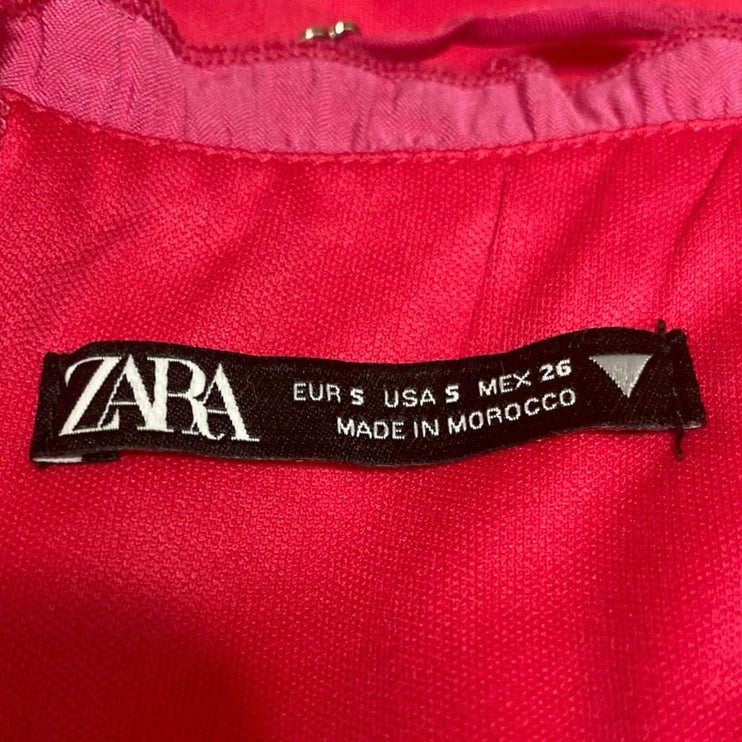 ZARA
EUR S USA S MEX 26
MADE IN MOROCCO